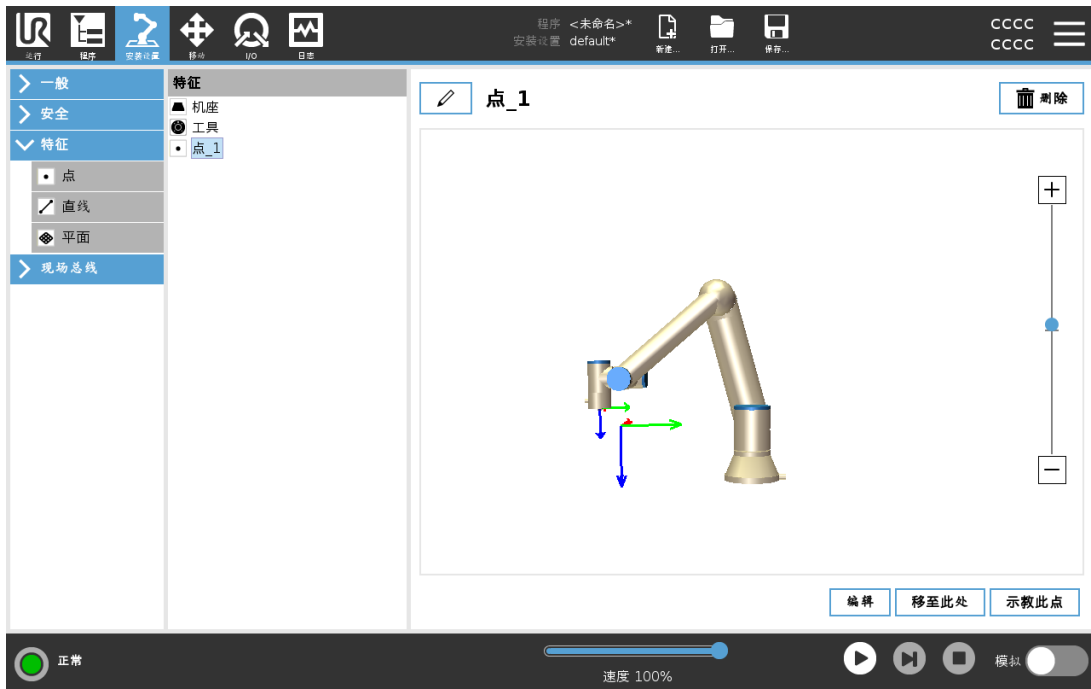 UR
程序 <未命名>*
安装设置 default*
CCCC
CCCC
运行
程序
安装设置
移动
I/O
日志
新建...
打开...
保存...
一般
安全
特征
点
直线
平面
现场总线
特征
机座
工具
点_1
点_1
删除
编辑
移至此处
示教此点
正常
速度 100%
模拟